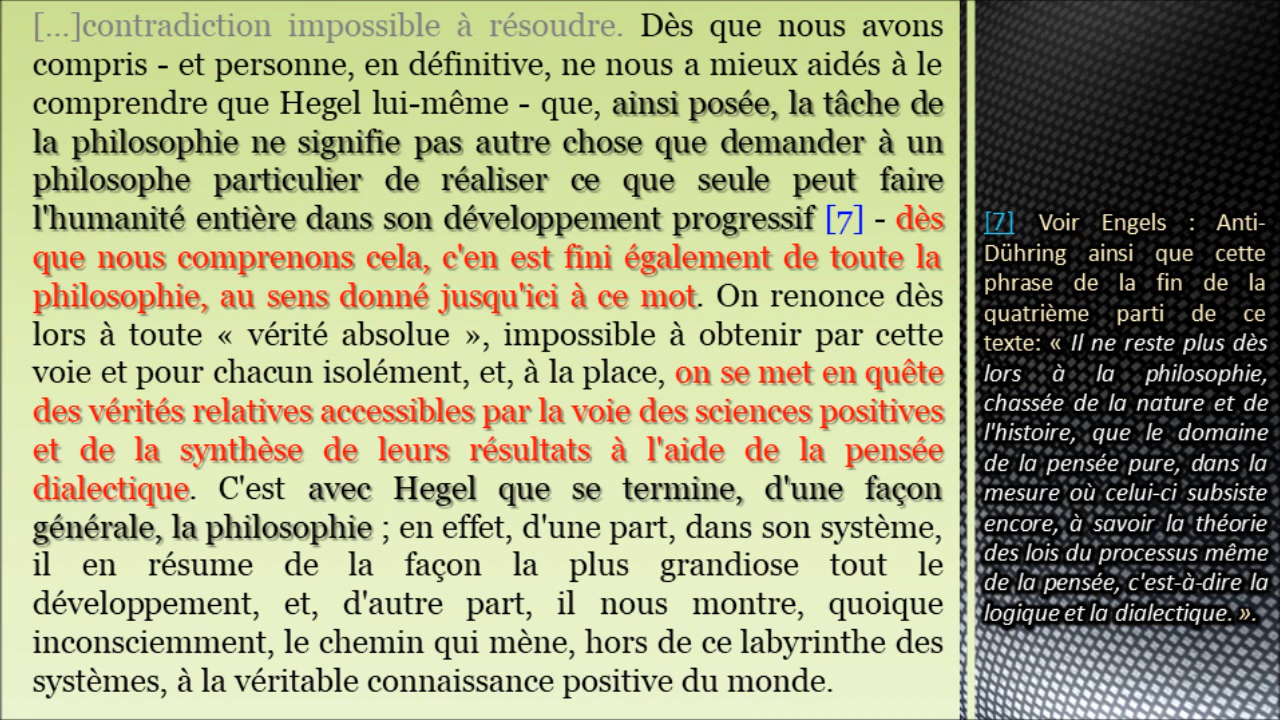 [...]contradiction impossible à résoudre. Dès que nous avons
compris - et personne, en définitive, ne nous a mieux aidés à le
comprendre que Hegel lui-même - que, ainsi posée, la tâche de
la philosophie ne signifie pas autre chose que demander à un
philosophe particulier de réaliser ce que seule peut faire
l'humanité entière dans son développement progressif [7] - dès
que nous comprenons cela, c'en est fini également de toute la
philosophie, au sens donné jusqu'ici à ce mot. On renonce dès
lors à toute « vérité absolue », impossible à obtenir par cette
voie et pour chacun isolément, et, à la place, on se met en quête
des vérités relatives accessibles par la voie des sciences positives
et de la synthèse de leurs résultats à l'aide de la pensée
dialectique. C'est avec Hegel que se termine, d'une façon
générale, la philosophie ; en effet, d'une part, dans son système,
il en résume de la façon la plus grandiose tout le
développement, et, d'autre part, il nous montre, quoique
inconsciemment, le chemin qui mène, hors de ce labyrinthe des
systèmes, à la véritable connaissance positive du monde.
[7] Voir Engels : Anti-
Dühring ainsi que cette
phrase de la fin de la
quatrième parti de ce
texte: « Il ne reste plus dès
lors à la philosophie,
chassée de la nature et de
l'histoire, que le domaine
de la pensée pure, dans la
mesure où celui-ci subsiste
encore, à savoir la théorie
des lois du processus même
de la pensée, c'est-à-dire la
logique et la dialectique. ».